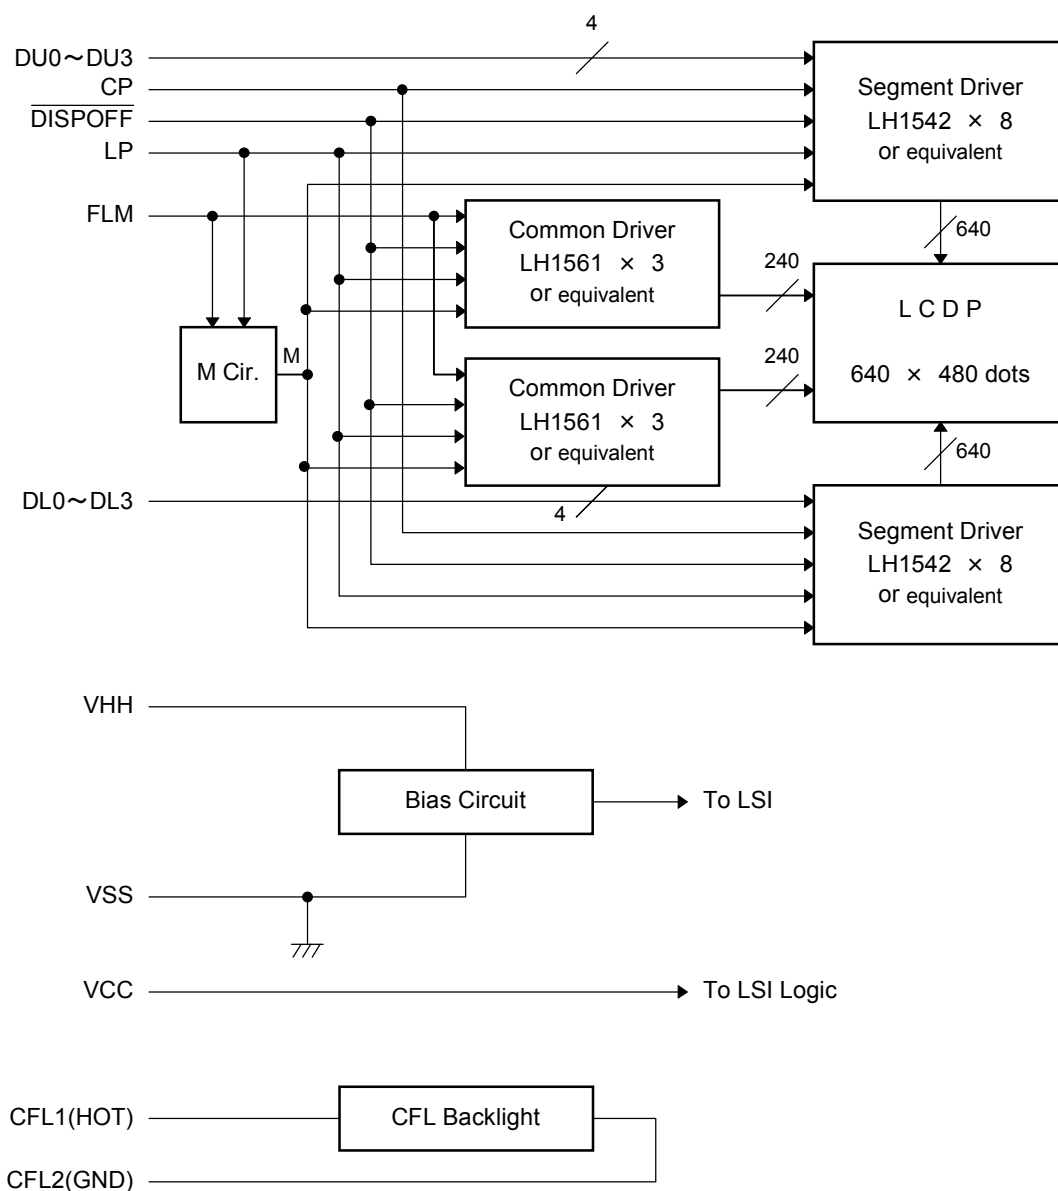 4
DU0～DU3
CP
DISPOFF
LP
FLM
Segment Driver
LH1542 × 8
or equivalent
640
Common Driver
LH1561 × 3
or equivalent
240
L C D P
640 × 480 dots
M Cir.
M
Common Driver
LH1561 × 3
or equivalent
240
640
DL0～DL3
4
Segment Driver
LH1542 × 8
or equivalent
VHH
Bias Circuit
To LSI
VSS
VCC
To LSI Logic
CFL1(HOT)
CFL Backlight
CFL2(GND)